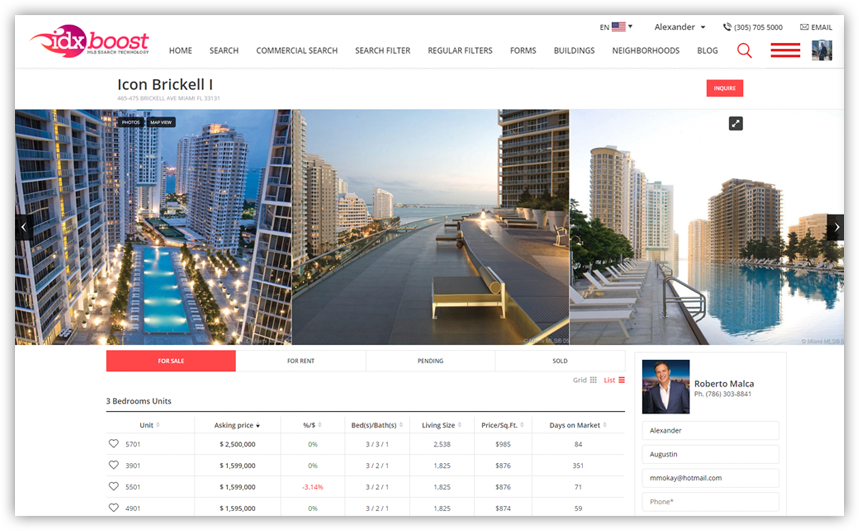 EN
Alexander
(305) 705 5000
EMAIL
idxboost
MLS SEARCH TECHNOLOGY
HOME SEARCH COMMERCIAL SEARCH SEARCH FILTER REGULAR FILTERS FORMS BUILDINGS NEIGHBORHOODS BLOG
Icon Brickell I
465-475 BRICKELL AVE MIAMI FL 33131
INQUIRE
PHOTOS MAP VIEW
FOR SALE FOR RENT PENDING SOLD
Grid List
3 Bedrooms Units
Unit Asking price %/$ Bed(s)/Bath(s) Living Size Price/Sq.Ft. Days on Market
5701 $ 2,500,000 0% 3 / 3 / 1 2,538 $985 84
3901 $ 1,599,000 0% 3 / 2 / 1 1,825 $876 351
5501 $ 1,599,000 -3.14% 3 / 2 / 1 1,825 $876 71
4901 $ 1,595,000 0% 3 / 2 / 1 1,825 $874 59
Roberto Malca
Ph. (786) 303-8841
Alexander
Augustin
mmokay@hotmail.com
Phone*